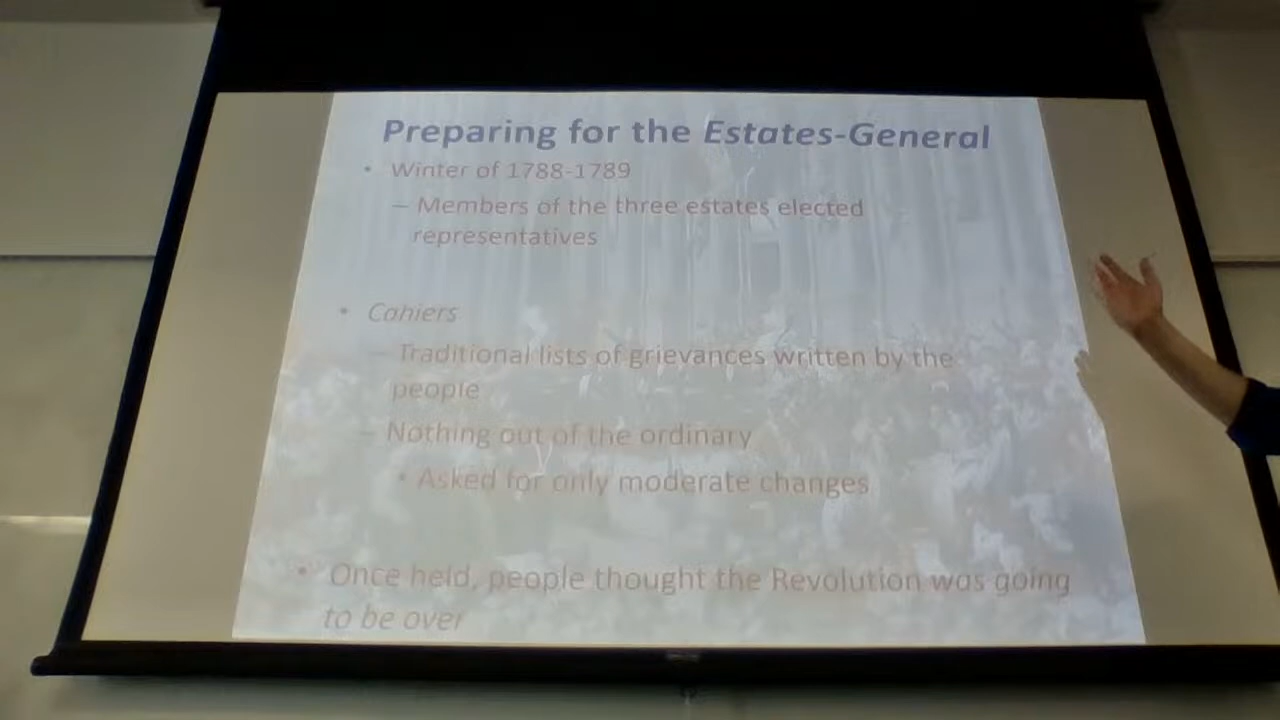 Preparing for the Estates-General
• Winter of 1788-1789
– Members of the three estates elected
representatives
• Cahiers
– Traditional lists of grievances written by the
people
– Nothing out of the ordinary
• Asked for only moderate changes
• Once held, people thought the Revolution was going
to be over